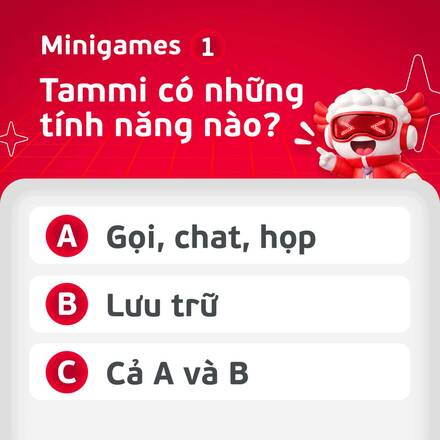 Minigames 1
Tammi có những
tính năng nào?
A Gọi, chat, họp
B Lưu trữ
C Cả A và B